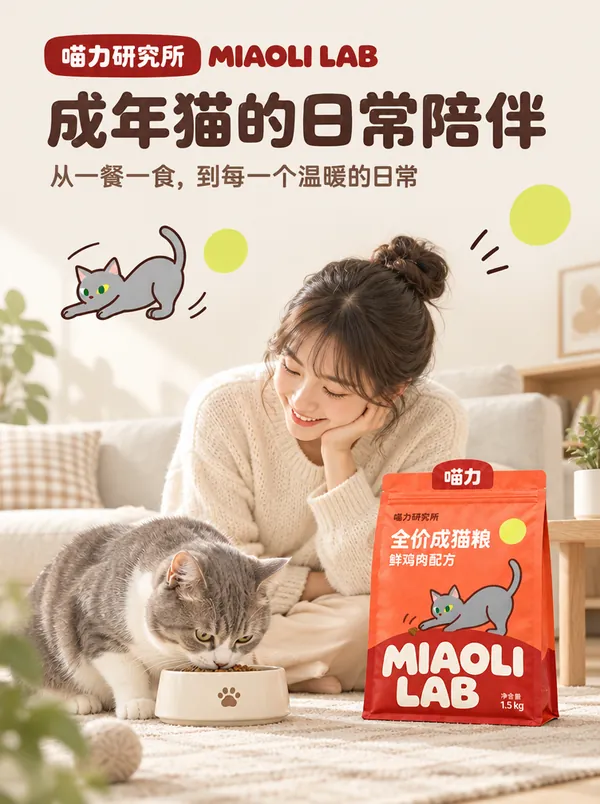 喵力研究所 MIAOLI LAB
成年猫的日常陪伴
从一餐一食，到每一个温暖的日常
喵力
喵力研究所
全价成猫粮
鲜鸡肉配方
MIAOLI
LAB
净含量
1.5 kg